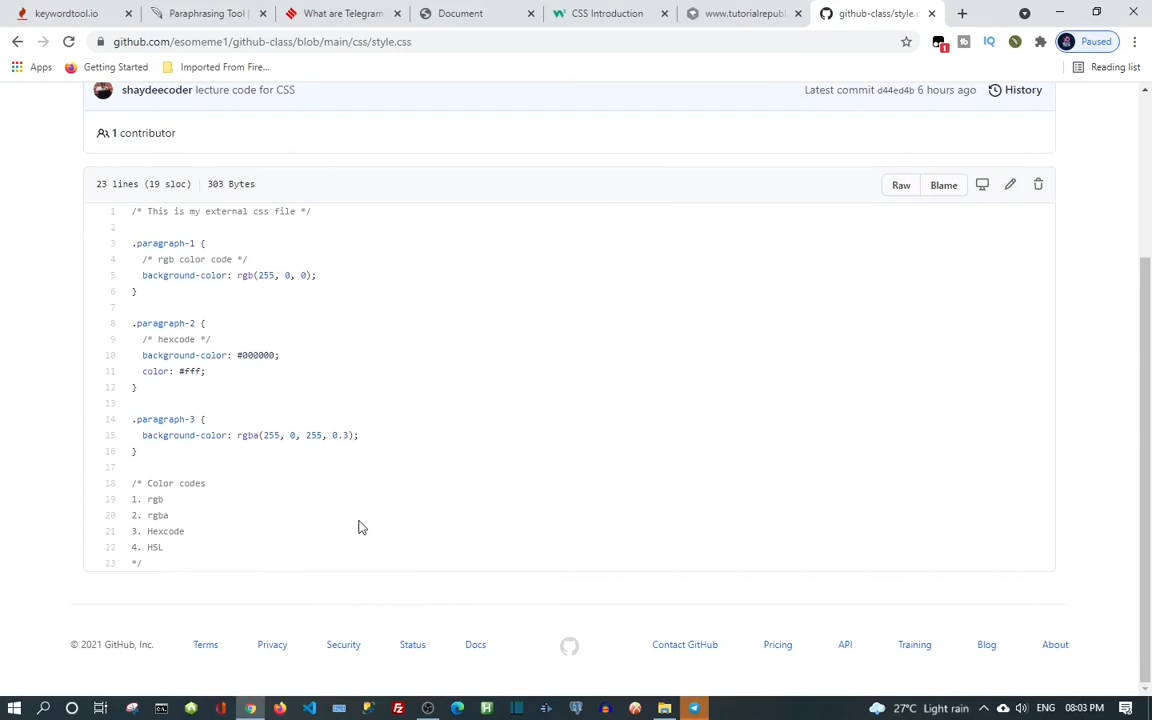 keywordtool.io
Paraphrasing Tool |
What are Telegram
Document
CSS Introduction
www.tutorialrepubl
github-class/style.c
github.com/esomeme1/github-class/blob/main/css/style.css
1
IQ
Paused
Apps
Getting Started
Imported From Fire...
Reading list
shaydeecoder lecture code for CSS
Latest commit d44ed4b 6 hours ago
History
1 contributor
23 lines (19 sloc)
303 Bytes
Raw
Blame
1 /* This is my external css file */
2
3 .paragraph-1 {
4 /* rgb color code */
5 background-color: rgb(255, 0, 0);
6 }
7
8 .paragraph-2 {
9 /* hexcode */
10 background-color: #000000;
11 color: #fff;
12 }
13
14 .paragraph-3 {
15 background-color: rgba(255, 0, 255, 0.3);
16 }
17
18 /* Color codes
19 1. rgb
20 2. rgba
21 3. Hexcode
22 4. HSL
23 */
© 2021 GitHub, Inc.
Terms
Privacy
Security
Status
Docs
Contact GitHub
Pricing
API
Training
Blog
About
27°C Light rain
ENG
08:03 PM